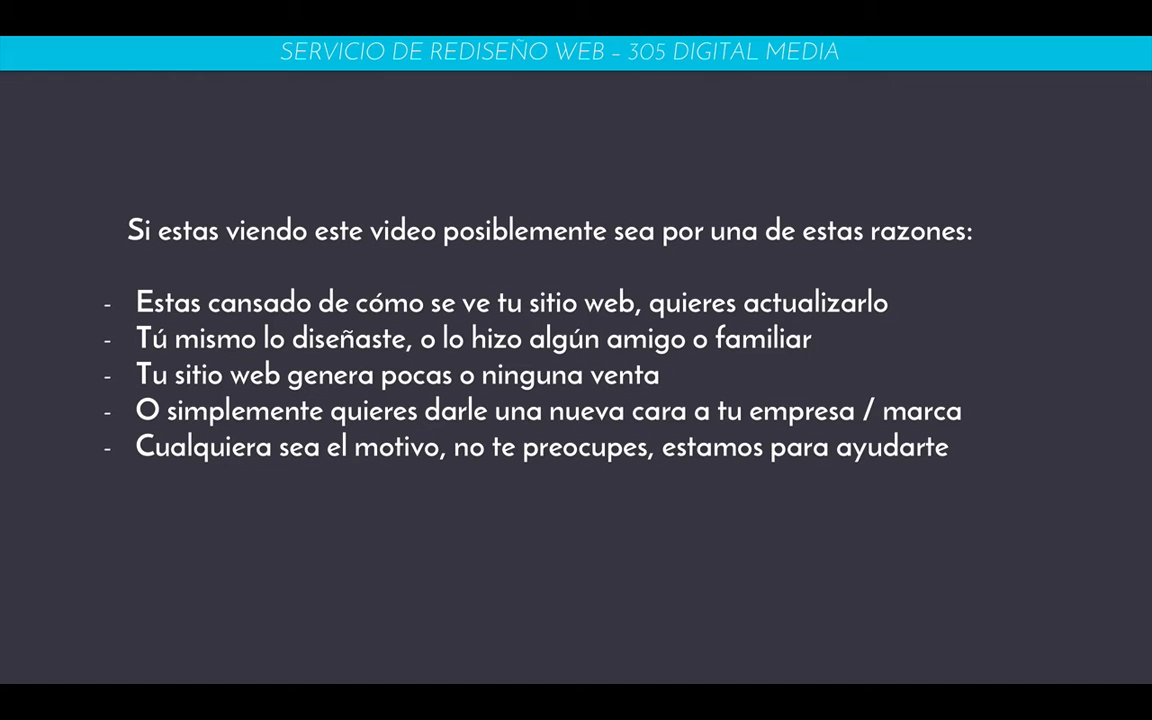 SERVICIO DE REDISEÑO WEB – 305 DIGITAL MEDIA
Si estas viendo este video posiblemente sea por una de estas razones:
- Estas cansado de cómo se ve tu sitio web, quieres actualizarlo
- Tú mismo lo diseñaste, o lo hizo algún amigo o familiar
- Tu sitio web genera pocas o ninguna venta
- O simplemente quieres darle una nueva cara a tu empresa / marca
- Cualquiera sea el motivo, no te preocupes, estamos para ayudarte